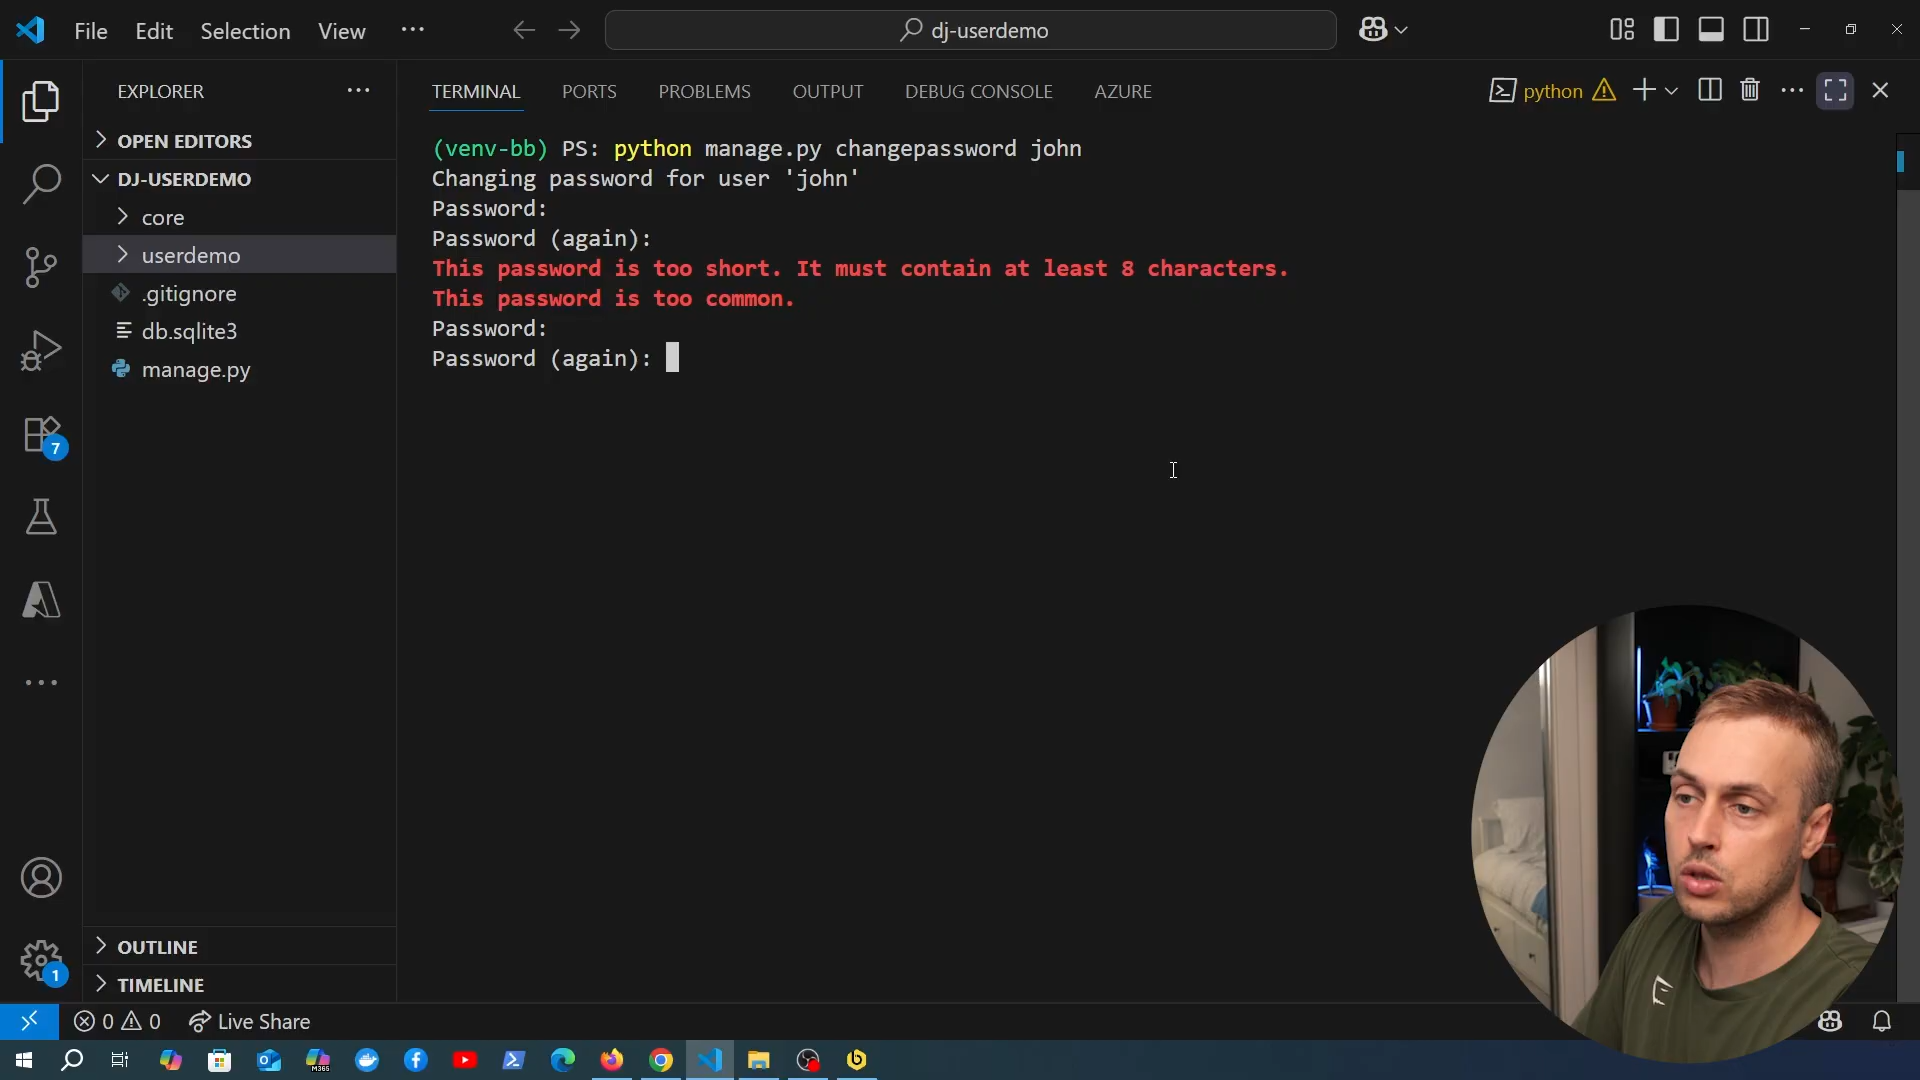 File Edit Selection View ...
dj-userdemo
EXPLORER
OPEN EDITORS
DJ-USERDEMO
core
userdemo
.gitignore
db.sqlite3
manage.py
7
1
OUTLINE
TIMELINE
TERMINAL PORTS PROBLEMS OUTPUT DEBUG CONSOLE AZURE
python
(venv-bb) PS: python manage.py changepassword john
Changing password for user 'john'
Password:
Password (again):
This password is too short. It must contain at least 8 characters.
This password is too common.
Password:
Password (again):
0 0 Live Share
M365